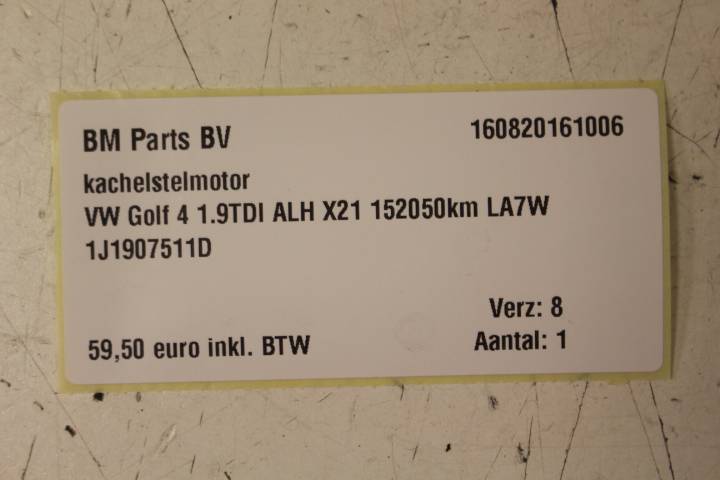 BM Parts BV 160820161006
kachelstelmotor
VW Golf 4 1.9TDI ALH X21 152050km LA7W
1J1907511D
Verz: 8
59,50 euro inkl. BTW Aantal: 1